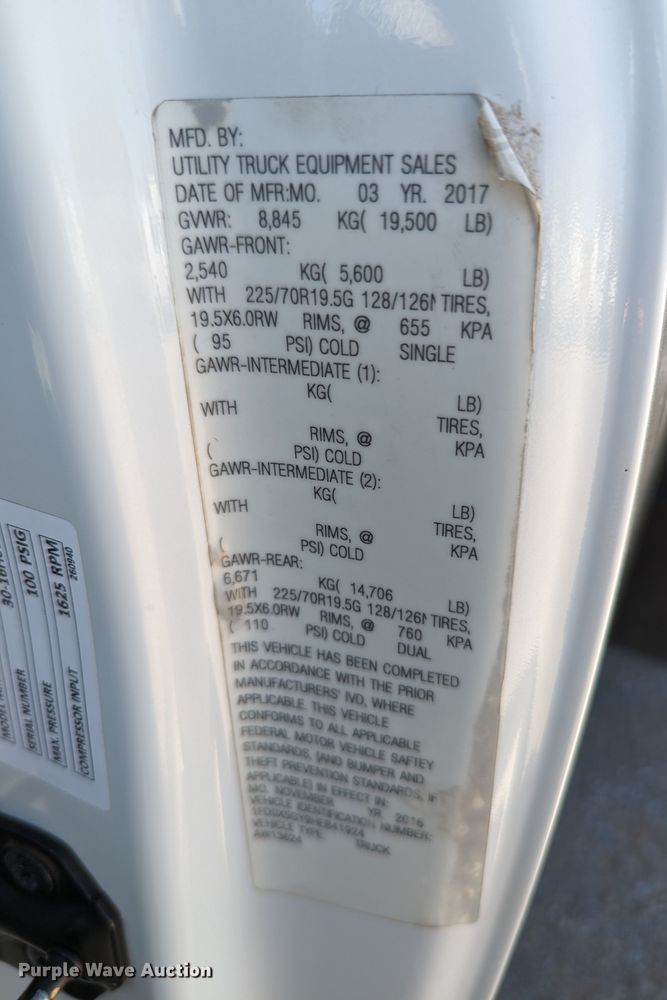 MFD. BY:
UTILITY TRUCK EQUIPMENT SALES
DATE OF MFR:MO. 03 YR. 2017
GVWR: 8,845 KG( 19,500 LB)
GAWR-FRONT:
2,540 KG( 5,600 LB)
WITH 225/70R19.5G 128/126N TIRES,
19.5X6.0RW RIMS, @ 655 KPA
( 95 PSI) COLD SINGLE
GAWR-INTERMEDIATE (1):
KG( LB)
WITH TIRES,
RIMS, @ KPA
( PSI) COLD
GAWR-INTERMEDIATE (2):
KG( LB)
WITH TIRES,
RIMS, @ KPA
( PSI) COLD
GAWR-REAR:
6,671 KG( 14,706 LB)
WITH 225/70R19.5G 128/126N TIRES,
19.5X6.0RW RIMS, @ 760 KPA
( 110 PSI) COLD DUAL
THIS VEHICLE HAS BEEN COMPLETED
IN ACCORDANCE WITH THE PRIOR
MANUFACTURERS' IVD, WHERE
APPLICABLE. THIS VEHICLE
CONFORMS TO ALL APPLICABLE
FEDERAL MOTOR VEHICLE SAFTEY
STANDARDS, [AND BUMPER AND
THEFT PREVENTION STANDARDS, IF
APPLICABLE] IN EFFECT IN:
MO. NOVEMBER YR. 2016
VEHICLE IDENTIFICATION NUMBER:
VEHICLE TYPE: TRUCK
AW13624
SERIAL NUMBER
MAX. PRESSURE 100 PSIG
COMPRESSOR INPUT 1625 RPM
260940
Purple Wave Auction